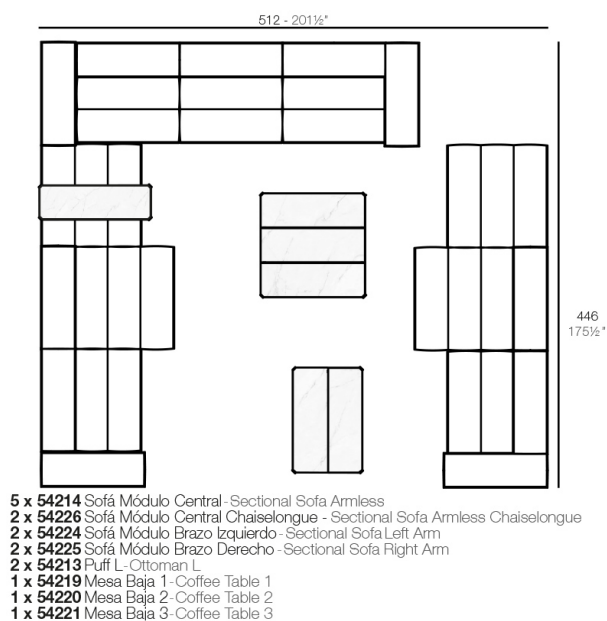 512 - 201½"
446
175½"
5 x 54214 Sofá Módulo Central - Sectional Sofa Armless
2 x 54226 Sofá Módulo Central Chaiselongue - Sectional Sofa Armless Chaiselongue
2 x 54224 Sofá Módulo Brazo Izquierdo - Sectional Sofa Left Arm
2 x 54225 Sofá Módulo Brazo Derecho - Sectional Sofa Right Arm
2 x 54213 Puff L - Ottoman L
1 x 54219 Mesa Baja 1 - Coffee Table 1
1 x 54220 Mesa Baja 2 - Coffee Table 2
1 x 54221 Mesa Baja 3 - Coffee Table 3